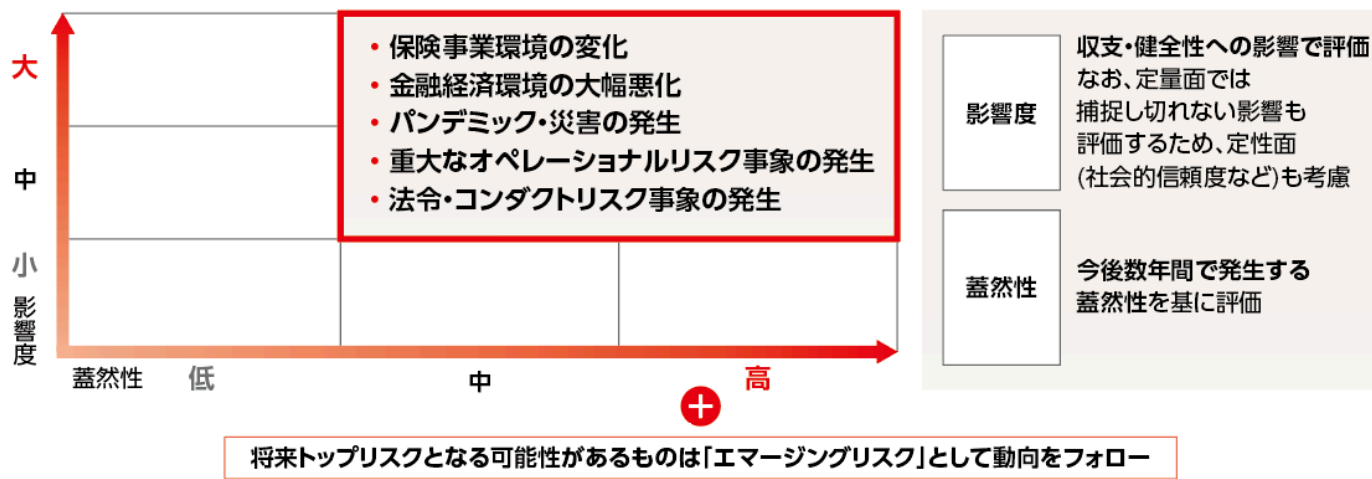 大
中
小
影響度
・保険事業環境の変化
・金融経済環境の大幅悪化
・パンデミック・災害の発生
・重大なオペレーショナルリスク事象の発生
・法令・コンダクトリスク事象の発生
蓋然性
低
中
高
影響度
収支・健全性への影響で評価
なお、定量面では
捕捉し切れない影響も
評価するため、定性面
(社会的信頼度など)も考慮
蓋然性
今後数年間で発生する
蓋然性を基に評価
+
将来トップリスクとなる可能性があるものは「エマージングリスク」として動向をフォロー